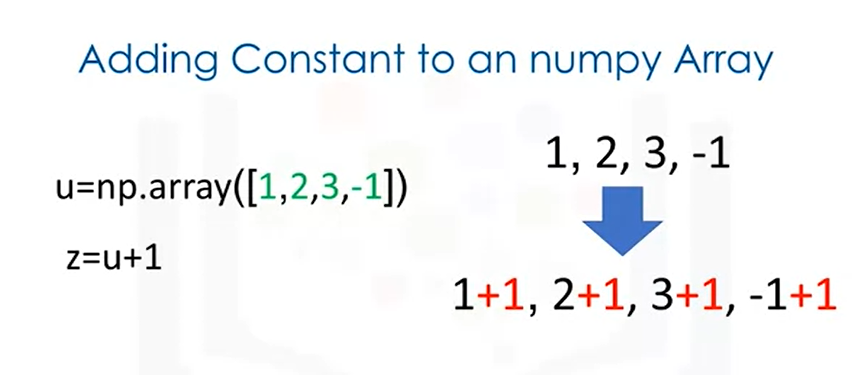 Adding Constant to an numpy Array
u=np.array([1,2,3,-1])
z=u+1
1, 2, 3, -1
1+1, 2+1, 3+1, -1+1